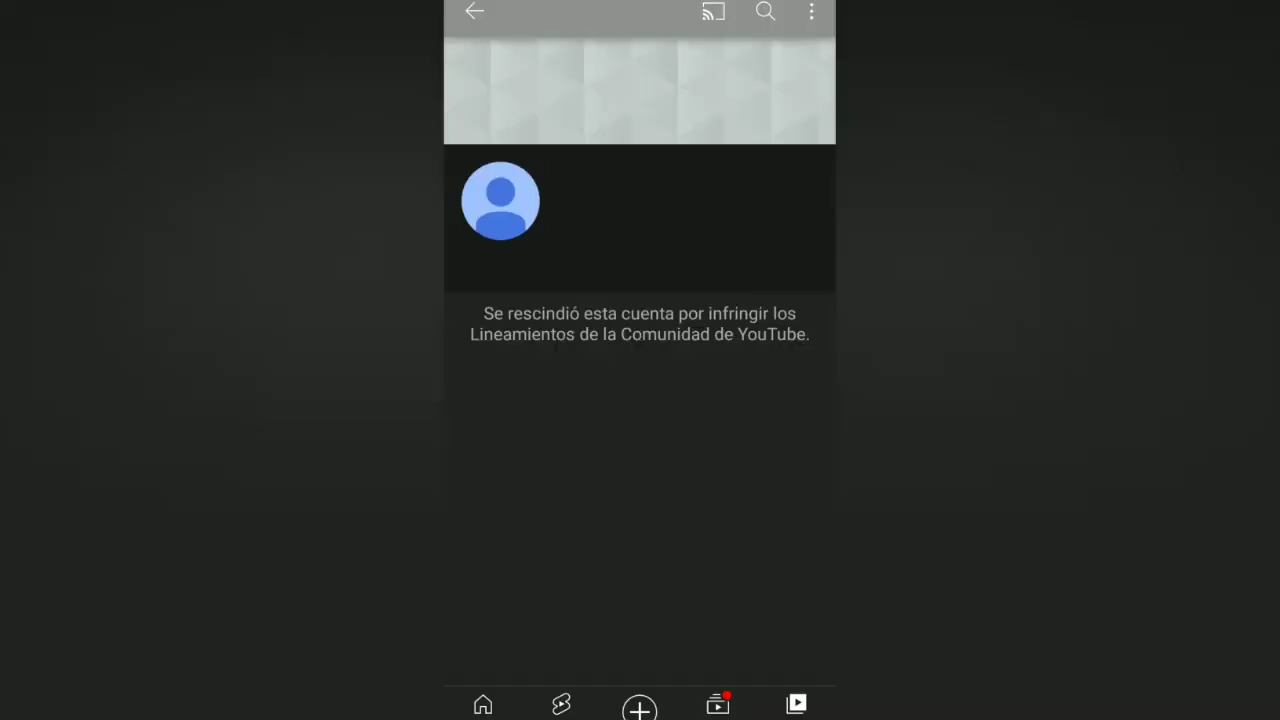 Se rescindió esta cuenta por infringir los
Lineamientos de la Comunidad de YouTube.